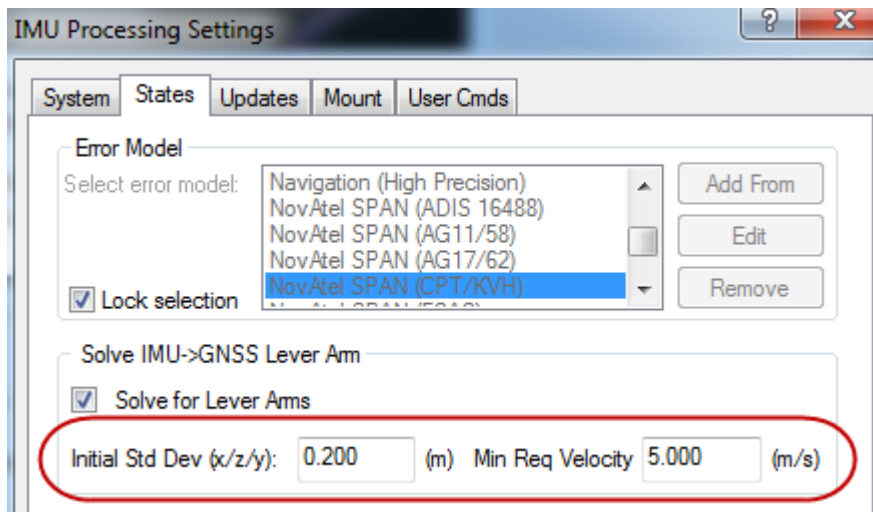 IMU Processing Settings
System States Updates Mount User Cmds
Error Model
Select error model:
Navigation (High Precision)
NovAtel SPAN (ADIS 16488)
NovAtel SPAN (AG11/58)
NovAtel SPAN (AG17/62)
NovAtel SPAN (CPT/KVH)
Add From
Edit
Remove
Lock selection
Solve IMU->GNSS Lever Arm
Solve for Lever Arms
Initial Std Dev (x/z/y): 0.200 (m) Min Req Velocity 5.000 (m/s)